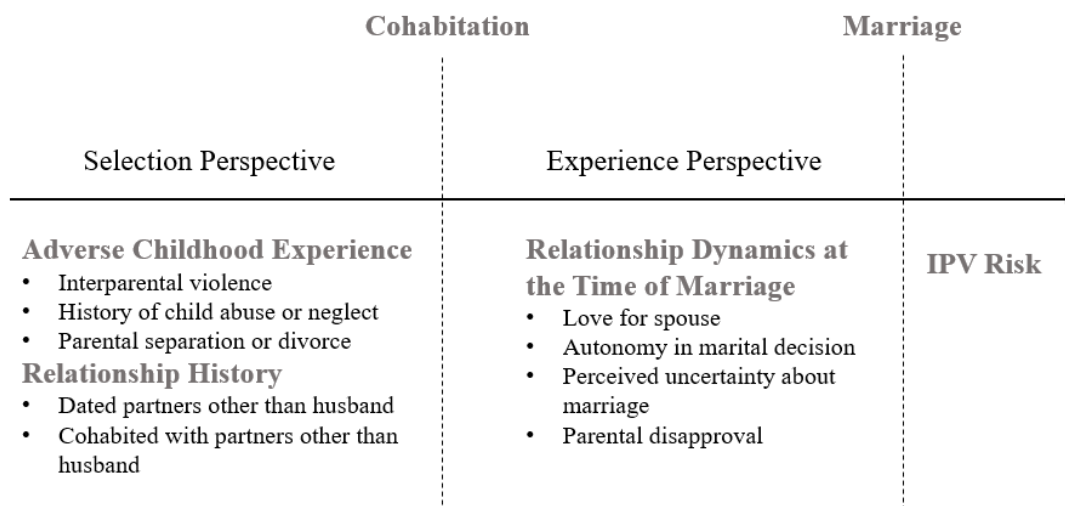 Cohabitation
Marriage
Selection Perspective
Experience Perspective
Adverse Childhood Experience
• Interparental violence
• History of child abuse or neglect
• Parental separation or divorce
Relationship History
• Dated partners other than husband
• Cohabited with partners other than
husband
Relationship Dynamics at
the Time of Marriage
• Love for spouse
• Autonomy in marital decision
• Perceived uncertainty about
marriage
• Parental disapproval
IPV Risk